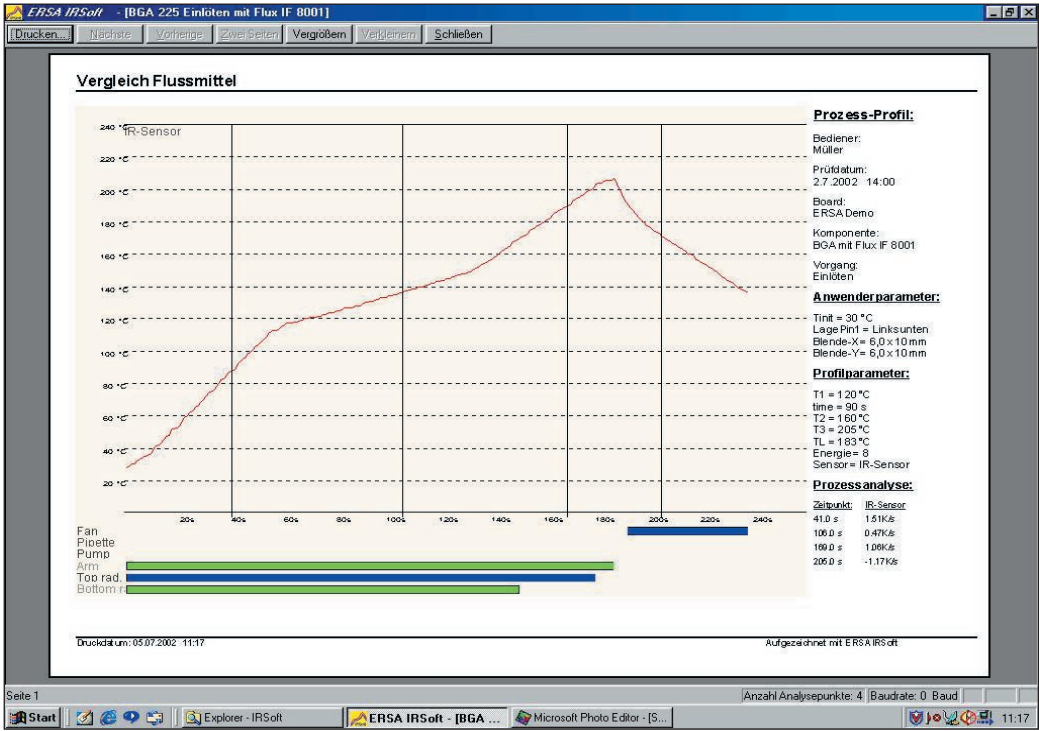 ERSA IRSoft - [BGA 225 Einlöten mit Flux IF 8001]
Drucken... Nächste Vorherige Zwei Seiten Vergrößern Verkleinern Schließen
Vergleich Flussmittel
240 °C
IR-Sensor
220 °C
200 °C
180 °C
160 °C
140 °C
120 °C
100 °C
80 °C
60 °C
40 °C
20 °C
20s 40s 60s 80s 100s 120s 140s 160s 180s 200s 220s 240s
Fan
Pipette
Pump
Arm
Top rad.
Bottom r
Prozess-Profil:
Bediener:
Müller
Prüfdatum:
2.7.2002 14:00
Board:
ERSA Demo
Komponente:
BGA mit Flux IF 8001
Vorgang:
Einlöten
Anwenderparameter:
Tinit = 30 °C
Lage Pin1 = Linksunten
Blende-X= 6,0 x 10 mm
Blende-Y= 6,0 x 10 mm
Profilparameter:
T1 = 120 °C
time = 90 s
T2 = 160 °C
T3 = 205 °C
TL = 183 °C
Energie= 8
Sensor= IR-Sensor
Prozessanalyse:
Zeitpunkt: IR-Sensor
41.0 s 1.51K/s
106.0 s 0.47K/s
169.0 s 1.06K/s
205.0 s -1.17K/s
Druckdatum: 05.07.2002 11:17
Aufgezeichnet mit ERSA IRSoft
Seite 1
Anzahl Analysepunkte: 4 Baudrate: 0 Baud
Start Explorer - IRSoft ERSA IRSoft - [BGA ... Microsoft Photo Editor - [S... 11:17